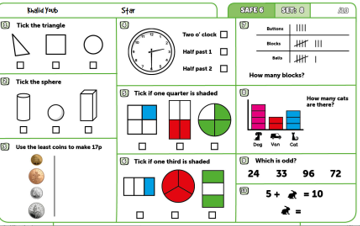 Khalid Yoob
Star
SAFE 6
SET: 8
Tick the triangle
Tick the sphere
Use the least coins to make 17p
Two o' clock
Half past 1
Half past 2
Tick if one quarter is shaded
Tick if one third is shaded
Buttons
Blocks
Balls
How many blocks?
How many cats
are there?
Dog Van Cat
Which is odd?
24 33 96 72
5 + = 10
=